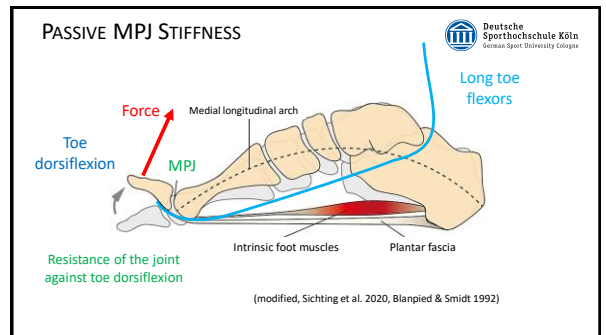 PASSIVE MPJ STIFFNESS
Deutsche
Sporthochschule Köln
German Sport University Cologne
Long toe
flexors
Force
Medial longitudinal arch
Toe
dorsiflexion
MPJ
Intrinsic foot muscles
Plantar fascia
Resistance of the joint
against toe dorsiflexion
(modified, Sichting et al. 2020, Blanpied & Smidt 1992)